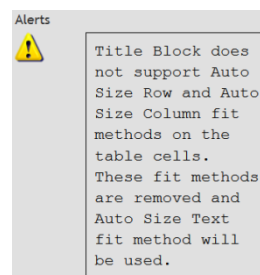 Alerts
Title Block does
not support Auto
Size Row and Auto
Size Column fit
methods on the
table cells.
These fit methods
are removed and
Auto Size Text
fit method will
be used.